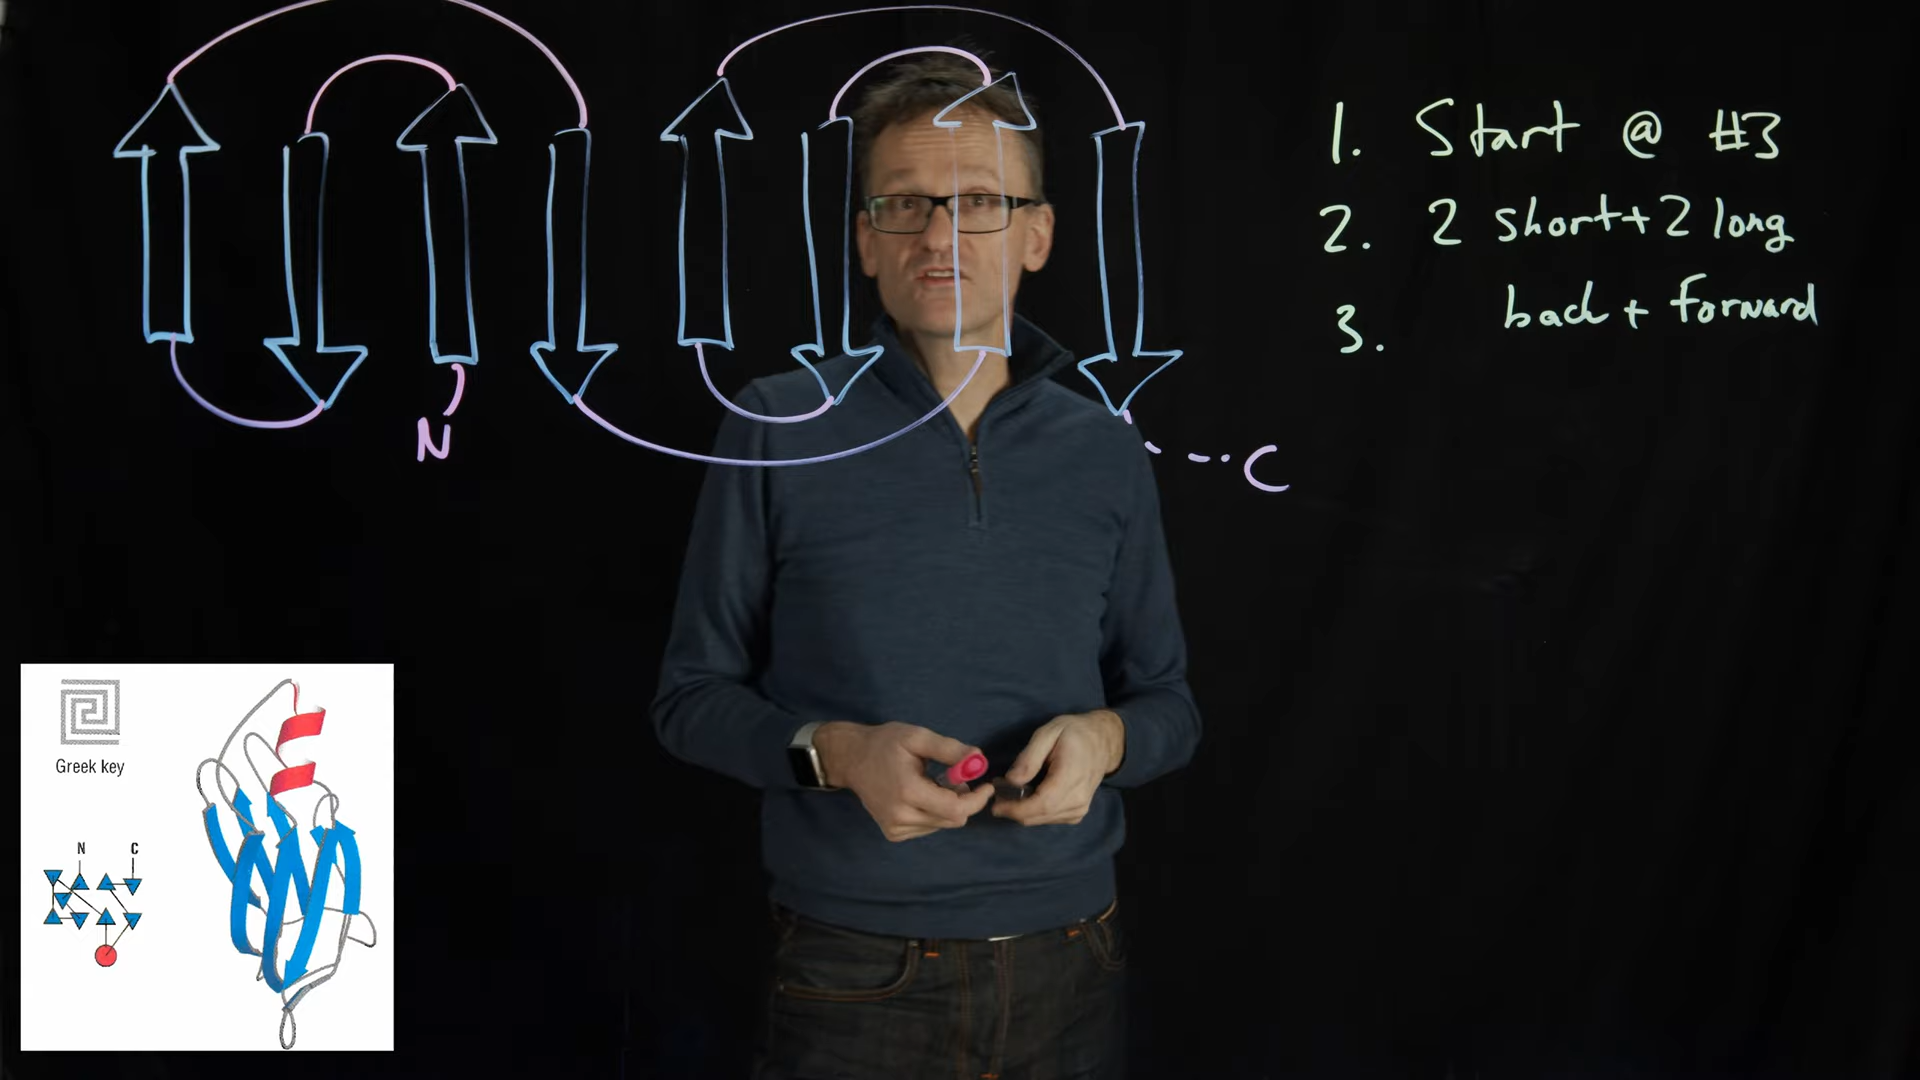 1. Start @ #3
2. 2 short + 2 long
3. back + forward
N
C
Greek key
N C